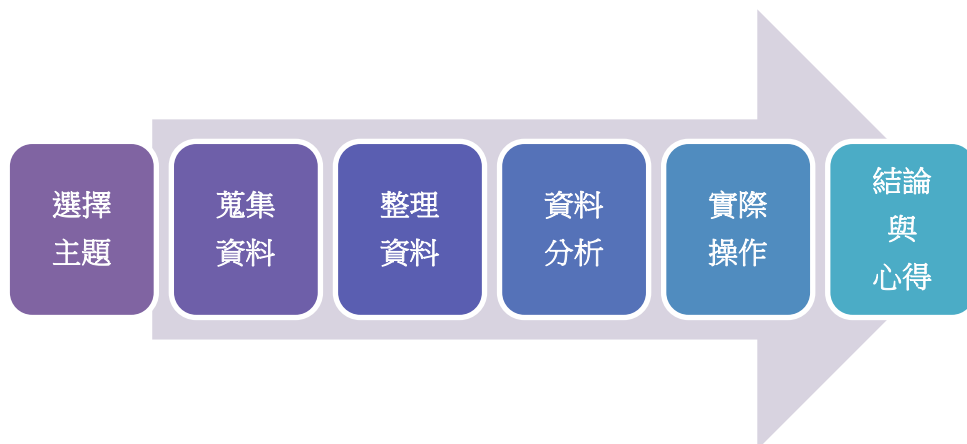 選擇
主題
蒐集
資料
整理
資料
資料
分析
實際
操作
結論
與
心得